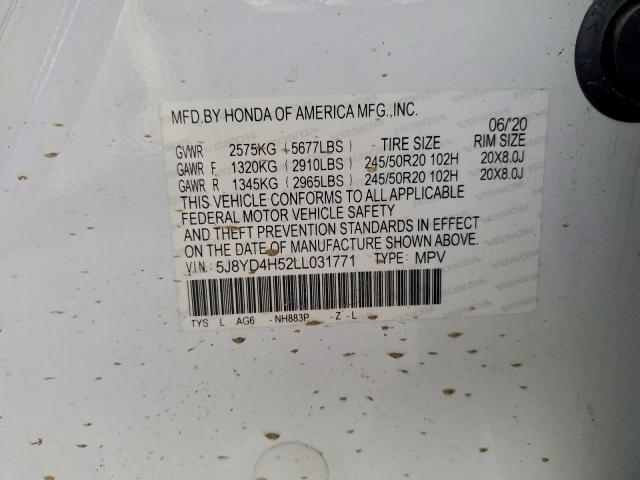 MFD.BY HONDA OF AMERICA MFG.,INC.
06/'20
GVWR 2575KG (5677LBS) TIRE SIZE RIM SIZE
GAWR F 1320KG (2910LBS) 245/50R20 102H 20X8.0J
GAWR R 1345KG (2965LBS) 245/50R20 102H 20X8.0J
THIS VEHICLE CONFORMS TO ALL APPLICABLE
FEDERAL MOTOR VEHICLE SAFETY
AND THEFT PREVENTION STANDARDS IN EFFECT
ON THE DATE OF MANUFACTURE SHOWN ABOVE.
V.I.N: 5J8YD4H52LL031771 TYPE: MPV
TYS L AG6 -NH883P -Z-L